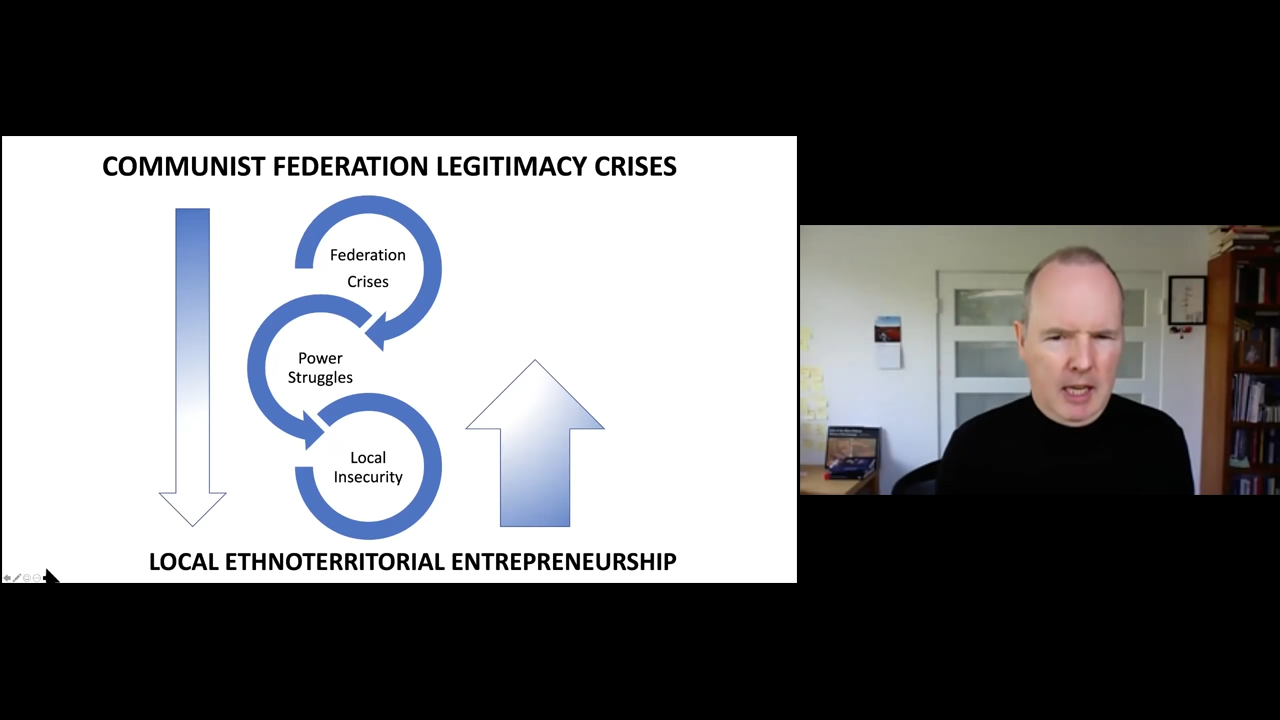 COMMUNIST FEDERATION LEGITIMACY CRISES
Federation
Crises
Power
Struggles
Local
Insecurity
LOCAL ETHNOTERRITORIAL ENTREPRENEURSHIP